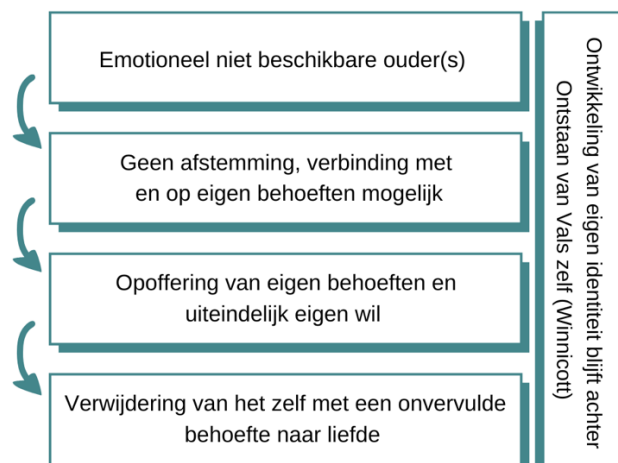 Emotioneel niet beschikbare ouder(s)
Geen afstemming, verbinding met
en op eigen behoeften mogelijk
Opoffering van eigen behoeften en
uiteindelijk eigen wil
Verwijdering van het zelf met een onvervulde
behoefte naar liefde
Ontwikkeling van eigen identiteit blijft achter
Ontstaan van Vals zelf (Winnicott)